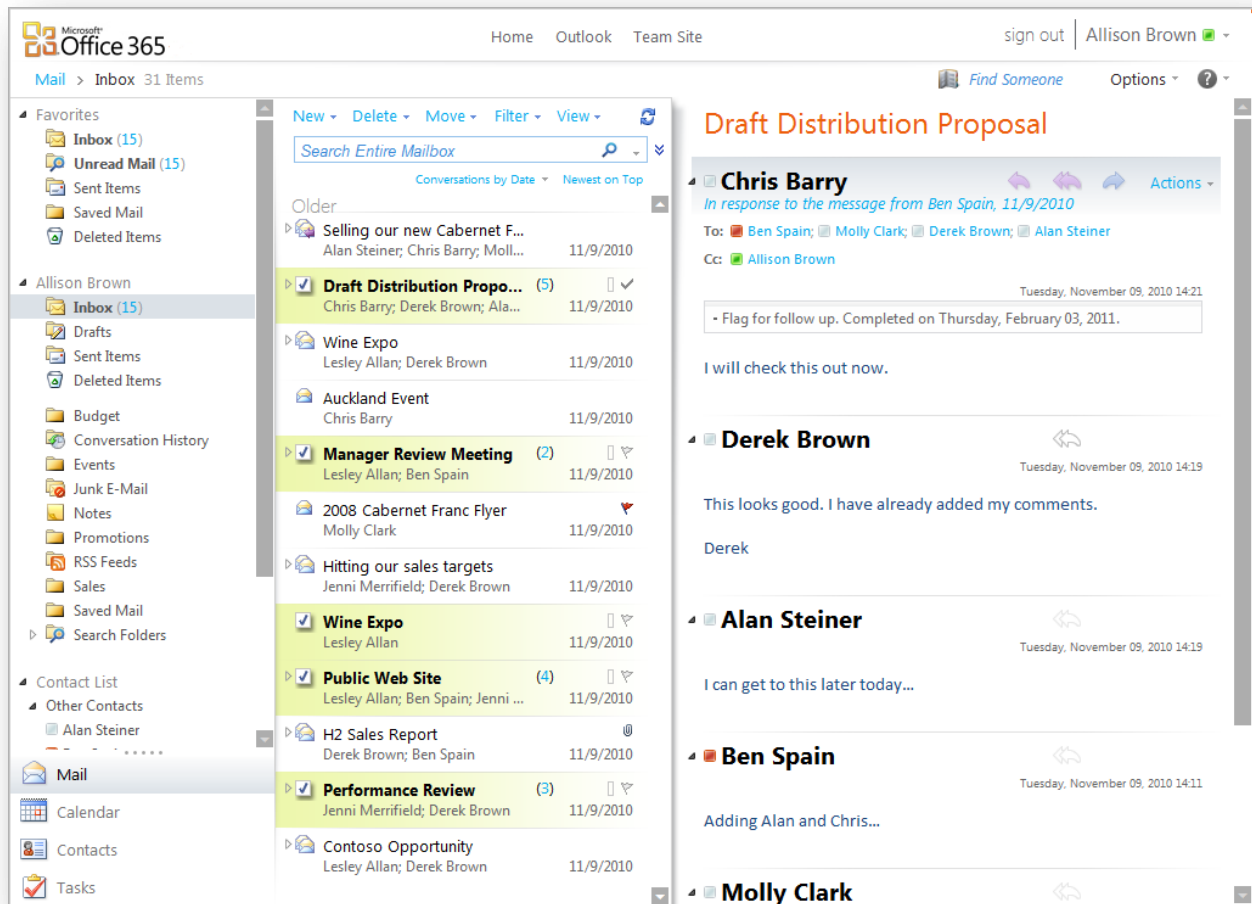 Microsoft®
Office 365
Home Outlook Team Site
sign out Allison Brown
Mail > Inbox 31 Items
Find Someone Options
Favorites
Inbox (15)
Unread Mail (15)
Sent Items
Saved Mail
Deleted Items
Allison Brown
Inbox (15)
Drafts
Sent Items
Deleted Items
Budget
Conversation History
Events
Junk E-Mail
Notes
Promotions
RSS Feeds
Sales
Saved Mail
Search Folders
Contact List
Other Contacts
Alan Steiner
Mail
Calendar
Contacts
Tasks
New Delete Move Filter View
Search Entire Mailbox
Conversations by Date Newest on Top
Older
Selling our new Cabernet F...
Alan Steiner; Chris Barry; Moll... 11/9/2010
Draft Distribution Propo... (5)
Chris Barry; Derek Brown; Ala... 11/9/2010
Wine Expo
Lesley Allan; Derek Brown 11/9/2010
Auckland Event
Chris Barry 11/9/2010
Manager Review Meeting (2)
Lesley Allan; Ben Spain 11/9/2010
2008 Cabernet Franc Flyer
Molly Clark 11/9/2010
Hitting our sales targets
Jenni Merrifield; Derek Brown 11/9/2010
Wine Expo
Lesley Allan 11/9/2010
Public Web Site (4)
Lesley Allan; Ben Spain; Jenni ... 11/9/2010
H2 Sales Report
Derek Brown; Ben Spain 11/9/2010
Performance Review (3)
Jenni Merrifield; Derek Brown 11/9/2010
Contoso Opportunity
Lesley Allan; Derek Brown 11/9/2010
Draft Distribution Proposal
Chris Barry Actions
In response to the message from Ben Spain, 11/9/2010
To: Ben Spain; Molly Clark; Derek Brown; Alan Steiner
Cc: Allison Brown
Tuesday, November 09, 2010 14:21
▪ Flag for follow up. Completed on Thursday, February 03, 2011.
I will check this out now.
Derek Brown
Tuesday, November 09, 2010 14:19
This looks good. I have already added my comments.
Derek
Alan Steiner
Tuesday, November 09, 2010 14:19
I can get to this later today...
Ben Spain
Tuesday, November 09, 2010 14:11
Adding Alan and Chris...
Molly Clark